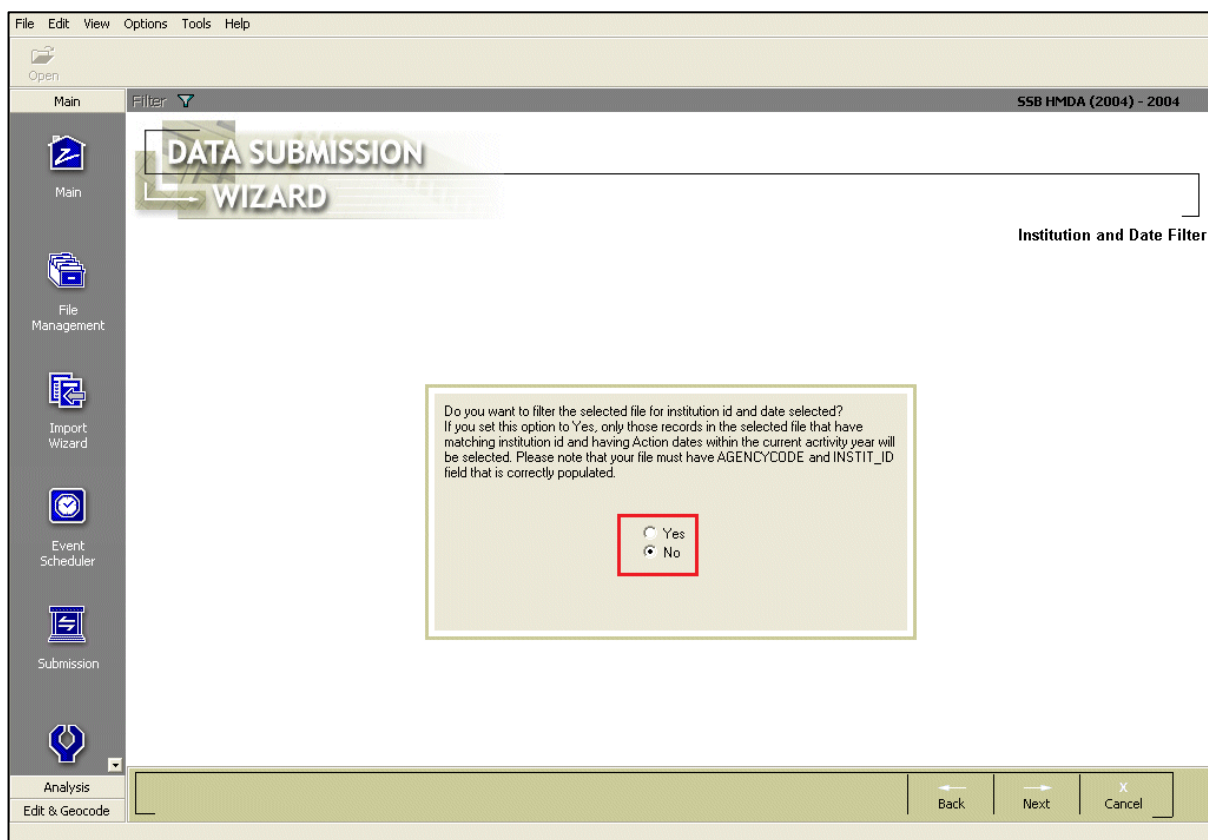 File Edit View Options Tools Help
Open
Main
Filter
SSB HMDA (2004) - 2004
DATA SUBMISSION
WIZARD
Institution and Date Filter
Main
File
Management
Import
Wizard
Event
Scheduler
Submission
Do you want to filter the selected file for institution id and date selected?
If you set this option to Yes, only those records in the selected file that have
matching institution id and having Action dates within the current acrtivity year will
be selected. Please note that your file must have AGENCYCODE and INSTIT_ID
field that is correctly populated.
Yes
No
Analysis
Edit & Geocode
Back
Next
X
Cancel